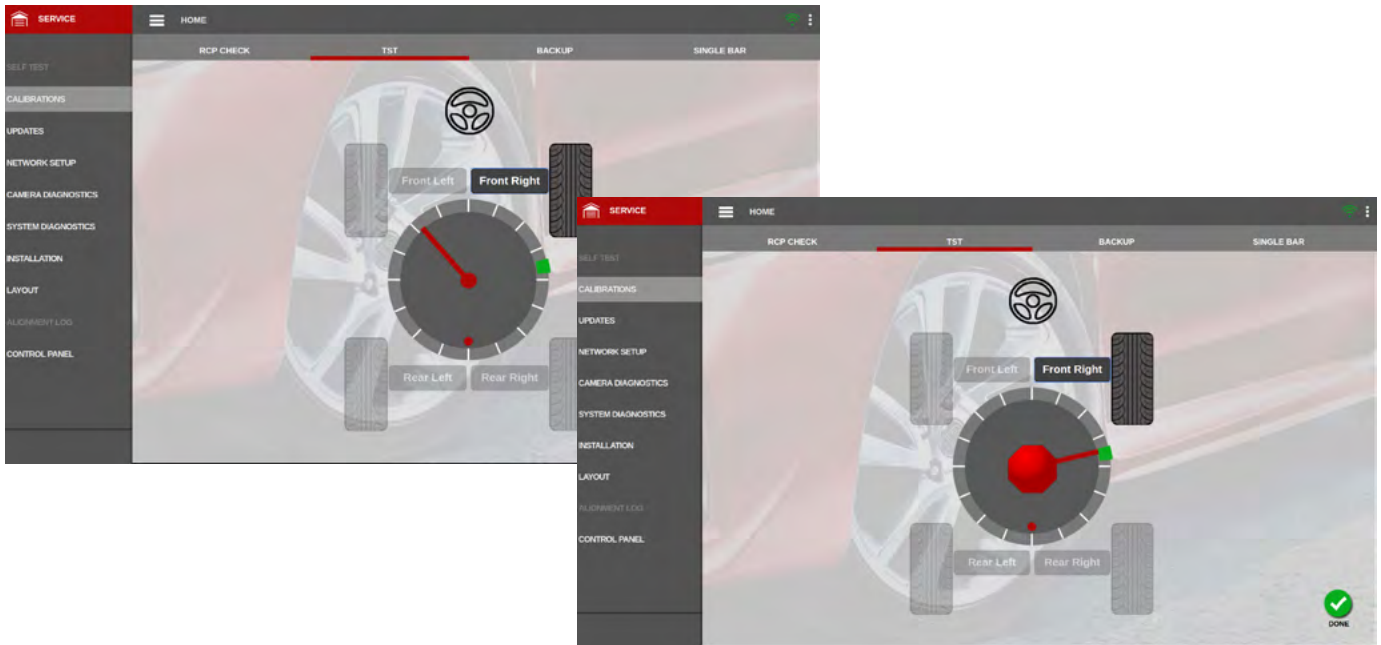 SERVICE
HOME
RCP CHECK TST BACKUP SINGLE BAR
SELF TEST
CALIBRATIONS
UPDATES
NETWORK SETUP
CAMERA DIAGNOSTICS
SYSTEM DIAGNOSTICS
INSTALLATION
LAYOUT
ALIGNMENT LOG
CONTROL PANEL
Front Left Front Right
Rear Left Rear Right
SERVICE
HOME
RCP CHECK TST BACKUP SINGLE BAR
SELF TEST
CALIBRATIONS
UPDATES
NETWORK SETUP
CAMERA DIAGNOSTICS
SYSTEM DIAGNOSTICS
INSTALLATION
LAYOUT
ALIGNMENT LOG
CONTROL PANEL
Front Left Front Right
Rear Left Rear Right
DONE